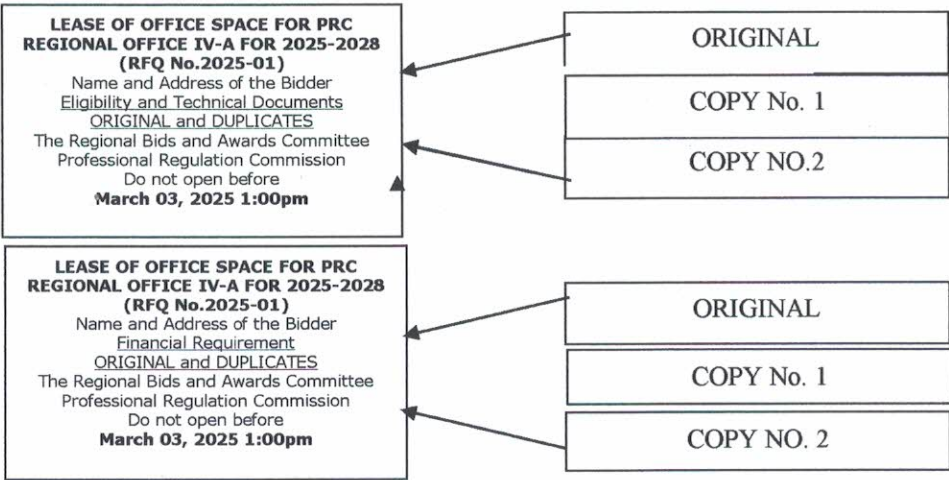 LEASE OF OFFICE SPACE FOR PRC
REGIONAL OFFICE IV-A FOR 2025-2028
(RFQ No.2025-01)
Name and Address of the Bidder
Eligibility and Technical Documents
ORIGINAL and DUPLICATES
The Regional Bids and Awards Committee
Professional Regulation Commission
Do not open before
March 03, 2025 1:00pm
ORIGINAL
COPY No. 1
COPY NO.2
LEASE OF OFFICE SPACE FOR PRC
REGIONAL OFFICE IV-A FOR 2025-2028
(RFQ No.2025-01)
Name and Address of the Bidder
Financial Requirement
ORIGINAL and DUPLICATES
The Regional Bids and Awards Committee
Professional Regulation Commission
Do not open before
March 03, 2025 1:00pm
ORIGINAL
COPY No. 1
COPY NO. 2